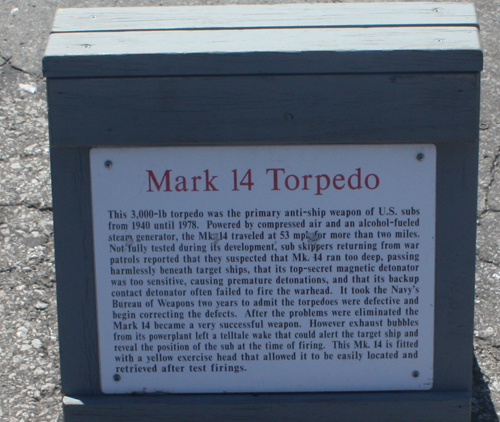 Mark 14 Torpedo
This 3,000-lb torpedo was the primary anti-ship weapon of U.S. subs
from 1940 until 1978. Powered by compressed air and an alcohol-fueled
steam generator, the Mk. 14 traveled at 53 mph for more than two miles.
Not fully tested during its development, sub skippers returning from war
patrols reported that they suspected that Mk. 14 ran too deep, passing
harmlessly beneath target ships, that its top-secret magnetic detonator
was too sensitive, causing premature detonations, and that its backup
contact detonator often failed to fire the warhead. It took the Navy's
Bureau of Weapons two years to admit the torpedoes were defective and
begin correcting the defects. After the problems were eliminated the
Mark 14 became a very successful weapon. However exhaust bubbles
from its powerplant left a telltale wake that could alert the target ship and
reveal the position of the sub at the time of firing. This Mk. 14 is fitted
with a yellow exercise head that allowed it to be easily located and
retrieved after test firings.